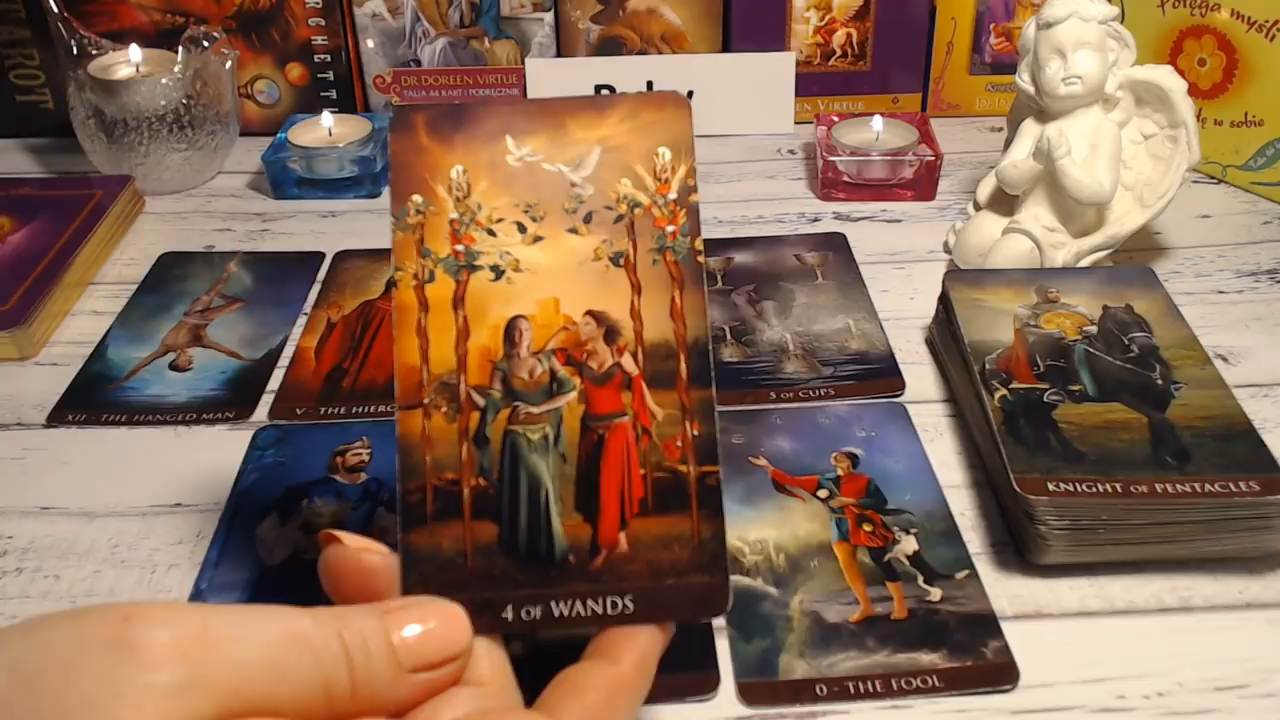 TAROT
DR DOREEN VIRTUE
TALIA 44 KART I PODRĘCZNIK
VIRTUE
Potęga myśli
w sobie
XII - THE HANGED MAN
V - THE HIERO
5 OF CUPS
KNIGHT OF PENTACLES
4 OF WANDS
0 - THE FOOL